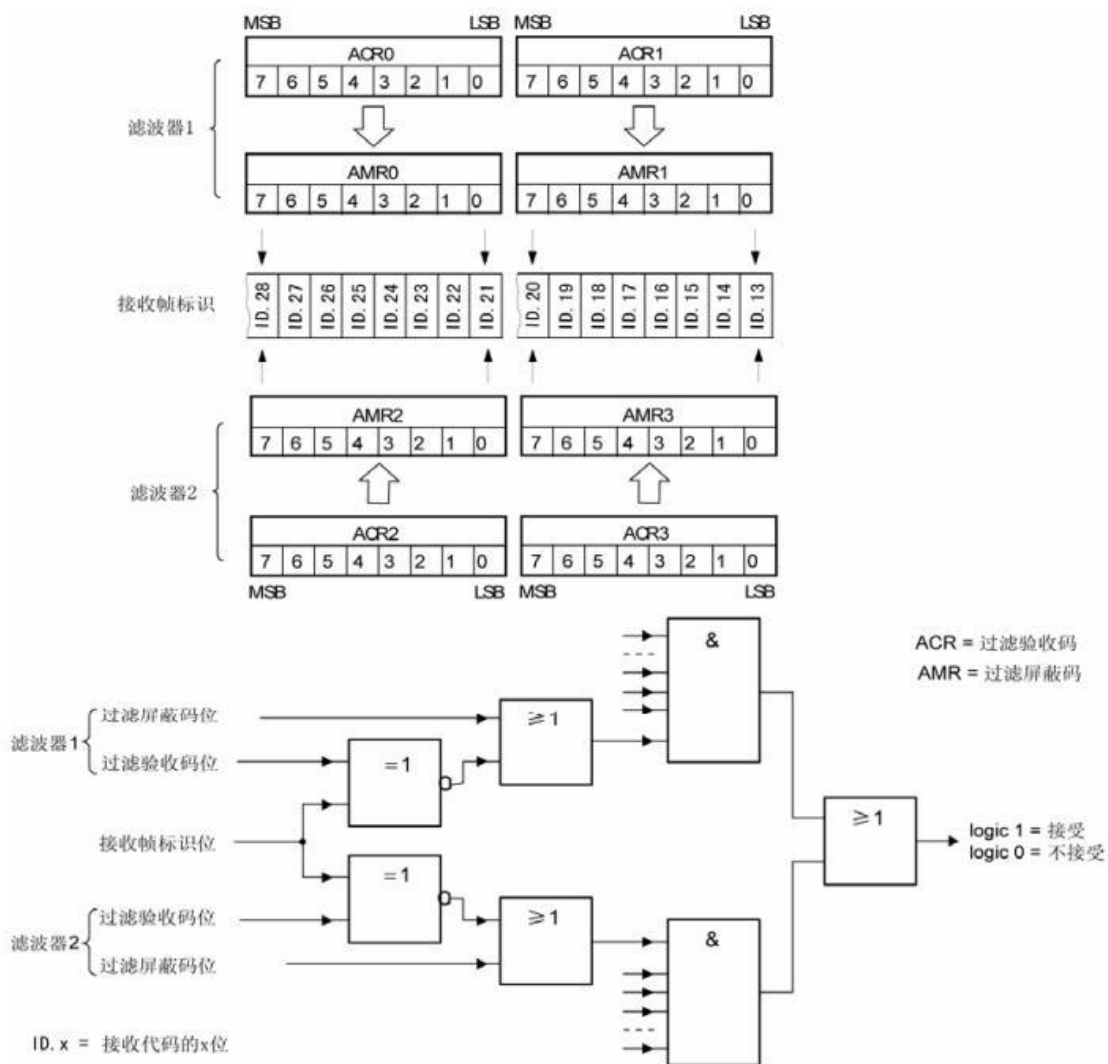 MSB LSB MSB LSB
ACR0 ACR1
7 6 5 4 3 2 1 0 7 6 5 4 3 2 1 0
滤波器1
AMR0 AMR1
7 6 5 4 3 2 1 0 7 6 5 4 3 2 1 0
接收帧标识
ID.28 ID.27 ID.26 ID.25 ID.24 ID.23 ID.22 ID.21 ID.20 ID.19 ID.18 ID.17 ID.16 ID.15 ID.14 ID.13
AMR2 AMR3
7 6 5 4 3 2 1 0 7 6 5 4 3 2 1 0
滤波器2
ACR2 ACR3
7 6 5 4 3 2 1 0 7 6 5 4 3 2 1 0
MSB LSB MSB LSB
&
ACR = 过滤验收码
AMR = 过滤屏蔽码
滤波器1
过滤屏蔽码位
≥1
过滤验收码位
=1
≥1
接收帧标识位
logic 1 = 接受
logic 0 = 不接受
=1
过滤验收码位
≥1
滤波器2
&
过滤屏蔽码位
ID.x = 接收代码的x位